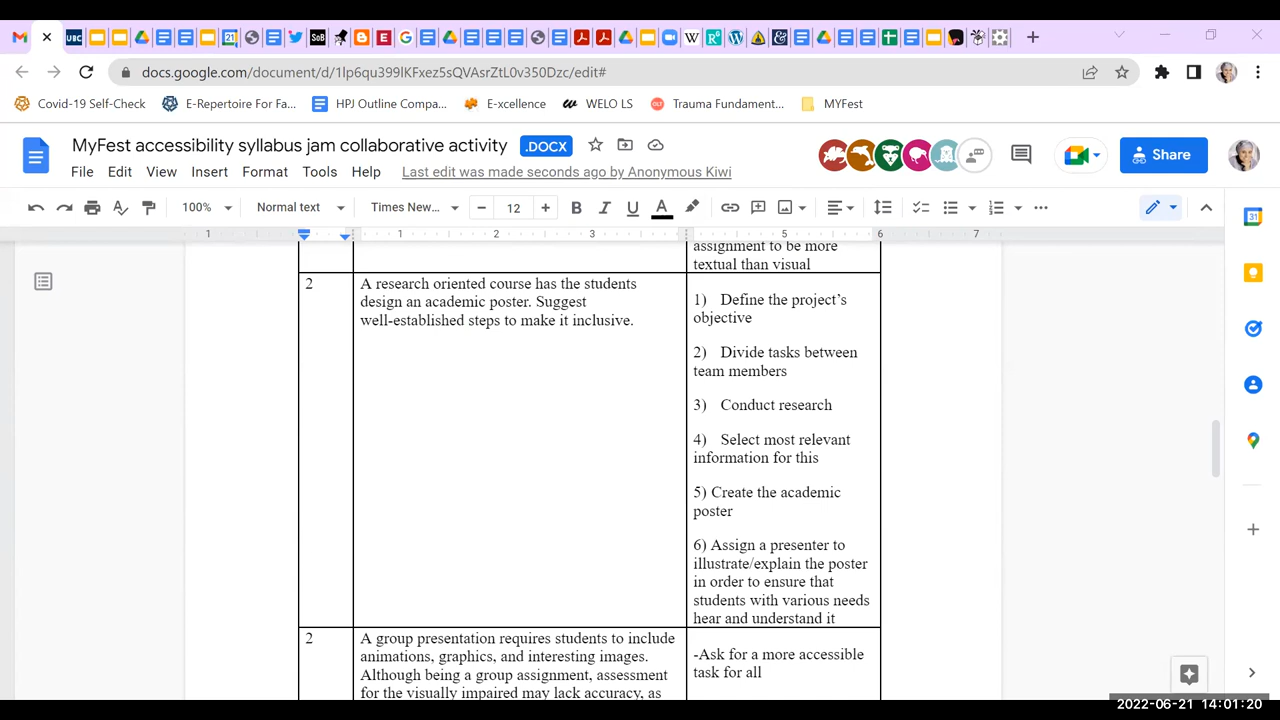 docs.google.com/document/d/1lp6qu399lKFxez5sQVAsrZtL0v350Dzc/edit#
Covid-19 Self-Check
E-Repertoire For Fa...
HPJ Outline Compa...
E-xcellence
WELO LS
Trauma Fundament...
MYFest
MyFest accessibility syllabus jam collaborative activity
.DOCX
Share
File Edit View Insert Format Tools Help Last edit was made seconds ago by Anonymous Kiwi
100% Normal text Times New... 12 B I U A
1 1 2 3 5 6 7
assignment to be more
textual than visual
2
A research oriented course has the students
design an academic poster. Suggest
well-established steps to make it inclusive.
1) Define the project's
objective
2) Divide tasks between
team members
3) Conduct research
4) Select most relevant
information for this
5) Create the academic
poster
6) Assign a presenter to
illustrate/explain the poster
in order to ensure that
students with various needs
hear and understand it
2
A group presentation requires students to include
animations, graphics, and interesting images.
Although being a group assignment, assessment
for the visually impaired may lack accuracy, as
-Ask for a more accessible
task for all
2022-06-21 14:01:20